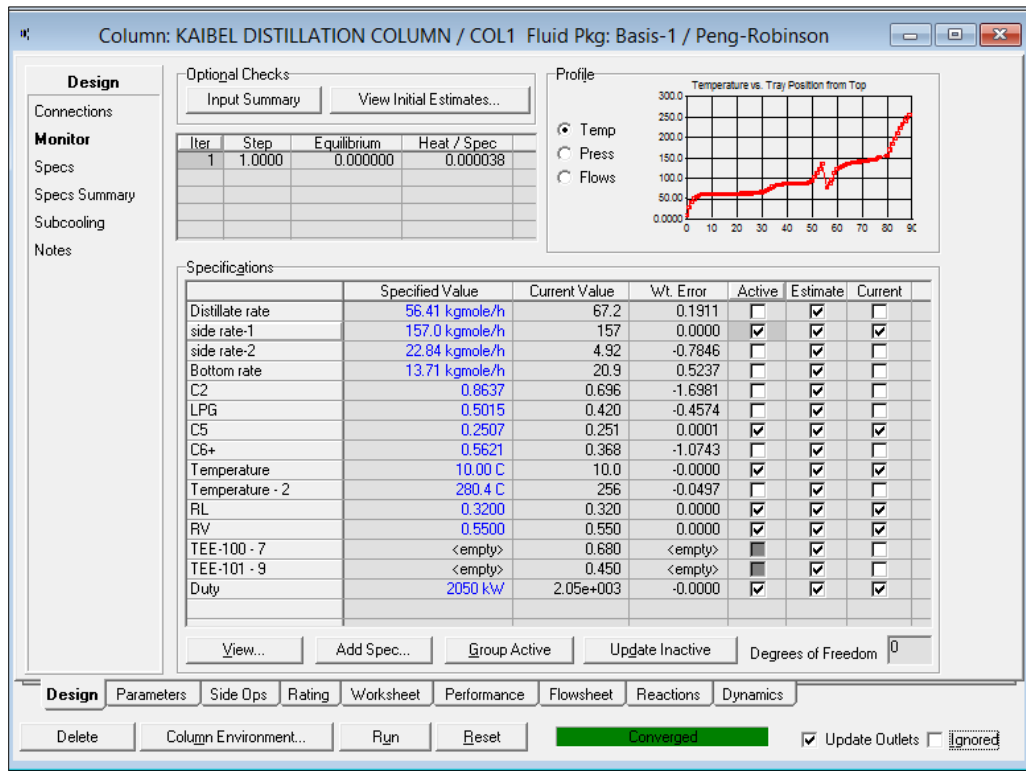 Column: KAIBEL DISTILLATION COLUMN / COL1 Fluid Pkg: Basis-1 / Peng-Robinson
Design
Connections
Monitor
Specs
Specs Summary
Subcooling
Notes
Optional Checks
Input Summary View Initial Estimates...
Iter Step Equilibrium Heat / Spec
1 1.0000 0.000000 0.000038
Profile
Temp
Press
Flows
Temperature vs. Tray Position from Top
300.0
250.0
200.0
150.0
100.0
50.00
0.0000
0 10 20 30 40 50 60 70 80 9
Specifications
Specified Value Current Value Wt. Error Active Estimate Current
Distillate rate 56.41 kgmole/h 67.2 0.1911
side rate-1 157.0 kgmole/h 157 0.0000
side rate-2 22.84 kgmole/h 4.92 -0.7846
Bottom rate 13.71 kgmole/h 20.9 0.5237
C2 0.8637 0.696 -1.6981
LPG 0.5015 0.420 -0.4574
C5 0.2507 0.251 0.0001
C6+ 0.5621 0.368 -1.0743
Temperature 10.00 C 10.0 -0.0000
Temperature - 2 280.4 C 256 -0.0497
RL 0.3200 0.320 0.0000
RV 0.5500 0.550 0.0000
TEE-100 - 7 <empty> 0.680 <empty>
TEE-101 - 9 <empty> 0.450 <empty>
Duty 2050 kW 2.05e+003 -0.0000
View... Add Spec... Group Active Update Inactive Degrees of Freedom 0
Design Parameters Side Ops Rating Worksheet Performance Flowsheet Reactions Dynamics
Delete Column Environment... Run Reset Converged Update Outlets Ignored